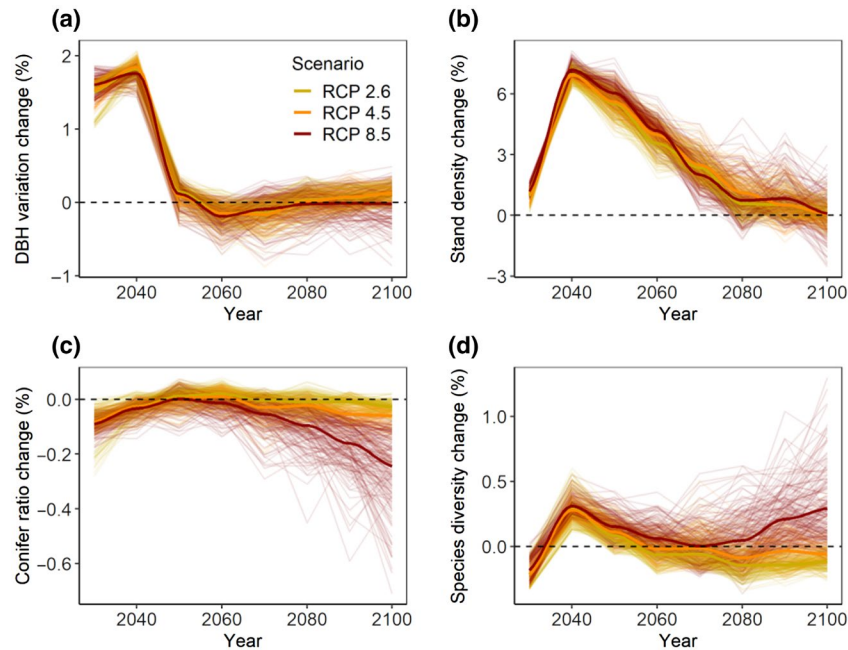 (a)
DBH variation change (%)
2
1
0
−1
Scenario
RCP 2.6
RCP 4.5
RCP 8.5
2040 2060 2080 2100
Year
(b)
Stand density change (%)
6
3
0
−3
2040 2060 2080 2100
Year
(c)
Conifer ratio change (%)
0.0
−0.2
−0.4
−0.6
2040 2060 2080 2100
Year
(d)
Species diversity change (%)
1.0
0.5
0.0
2040 2060 2080 2100
Year